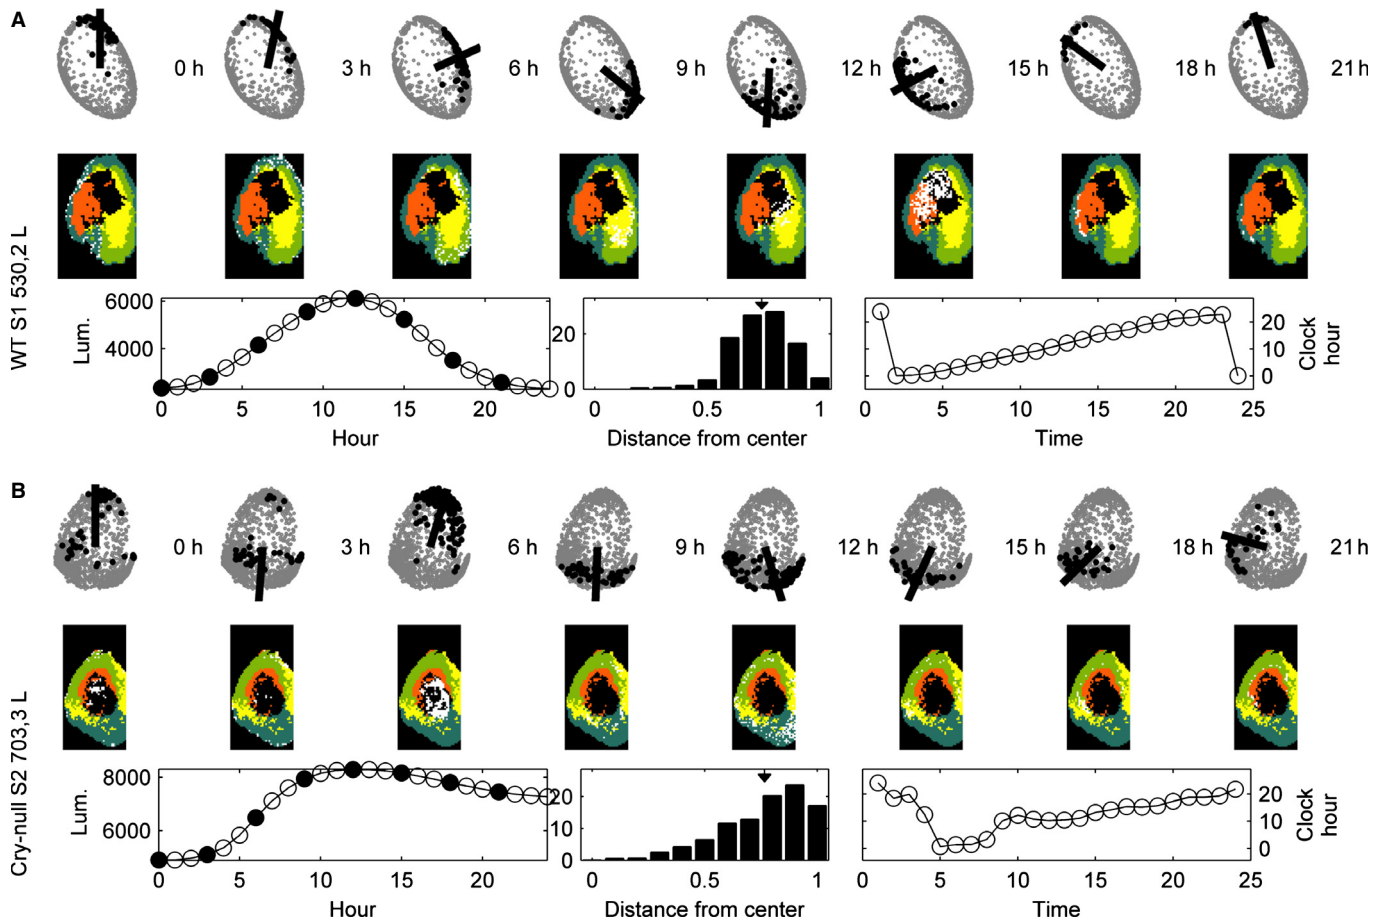 A
0 h
3 h
6 h
9 h
12 h
15 h
18 h
21 h
WT S1 530,2 L
Lum.
6000
4000
0 5 10 15 20
Hour
20
0
0 0.5 1
Distance from center
0 5 10 15 20 25
Time
20
10
0
Clock hour
B
0 h
3 h
6 h
9 h
12 h
15 h
18 h
21 h
Cry-null S2 703,3 L
Lum.
8000
6000
0 5 10 15 20
Hour
20
10
0
0 0.5 1
Distance from center
0 5 10 15 20 25
Time
20
10
0
Clock hour